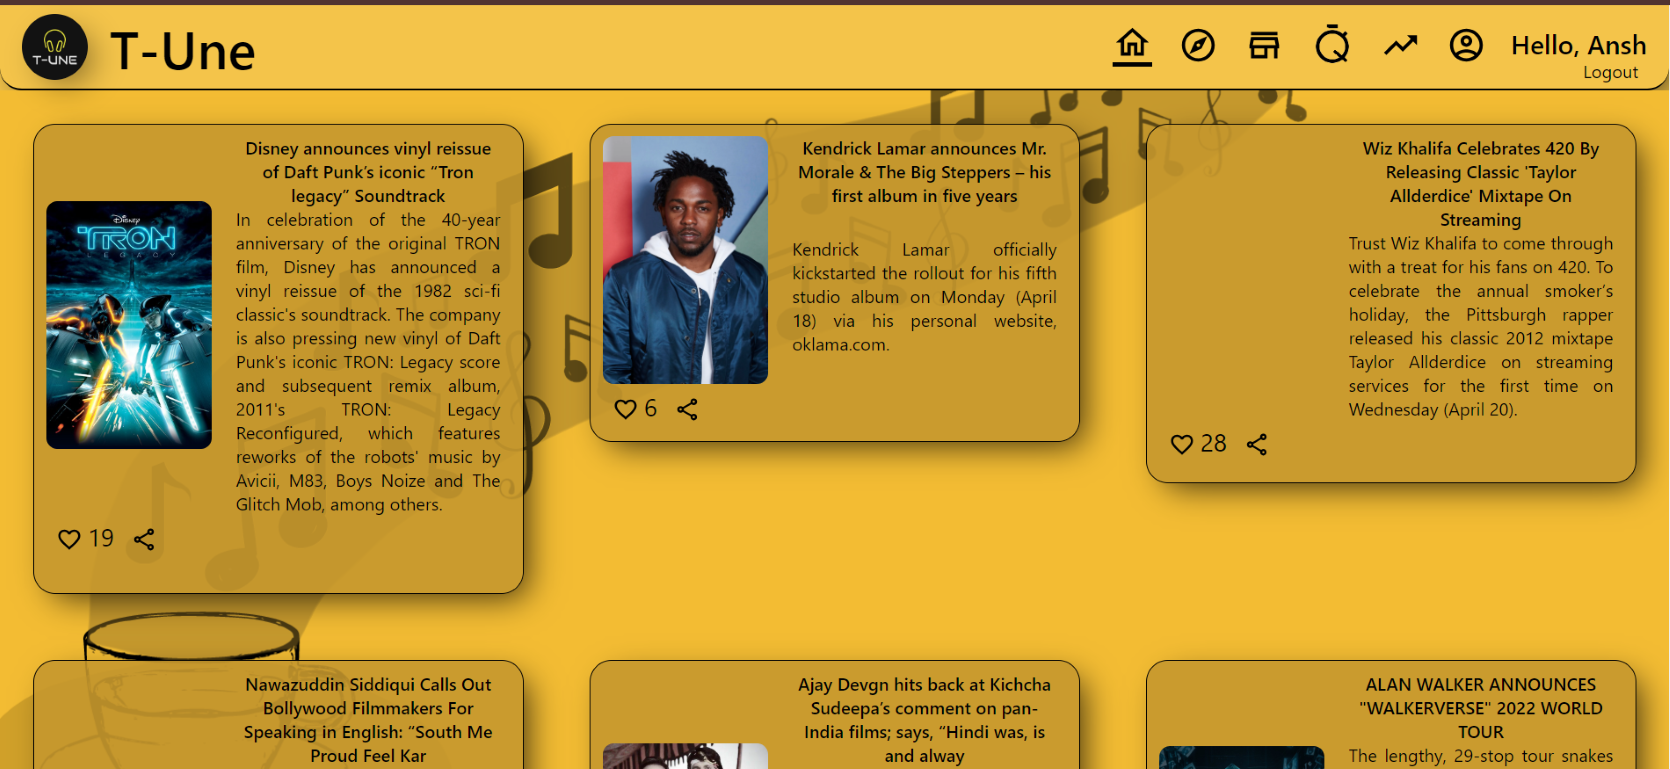 T-UNE
T-Une
Hello, Ansh
Logout
Disney announces vinyl reissue
of Daft Punk’s iconic “Tron
legacy” Soundtrack
In celebration of the 40-year
anniversary of the original TRON
film, Disney has announced a
vinyl reissue of the 1982 sci-fi
classic's soundtrack. The company
is also pressing new vinyl of Daft
Punk's iconic TRON: Legacy score
and subsequent remix album,
2011's TRON: Legacy
Reconfigured, which features
reworks of the robots' music by
Avicii, M83, Boys Noize and The
Glitch Mob, among others.
DISNEY
TRON
LEGACY
19
Kendrick Lamar announces Mr.
Morale & The Big Steppers – his
first album in five years
Kendrick Lamar officially
kickstarted the rollout for his fifth
studio album on Monday (April
18) via his personal website,
oklama.com.
6
Wiz Khalifa Celebrates 420 By
Releasing Classic 'Taylor
Allderdice' Mixtape On
Streaming
Trust Wiz Khalifa to come through
with a treat for his fans on 420. To
celebrate the annual smoker's
holiday, the Pittsburgh rapper
released his classic 2012 mixtape
Taylor Allderdice on streaming
services for the first time on
Wednesday (April 20).
28
Nawazuddin Siddiqui Calls Out
Bollywood Filmmakers For
Speaking in English: “South Me
Proud Feel Kar
Ajay Devgn hits back at Kichcha
Sudeepa’s comment on pan-
India films; says, “Hindi was, is
and alway
ALAN WALKER ANNOUNCES
"WALKERVERSE" 2022 WORLD
TOUR
The lengthy, 29-stop tour snakes